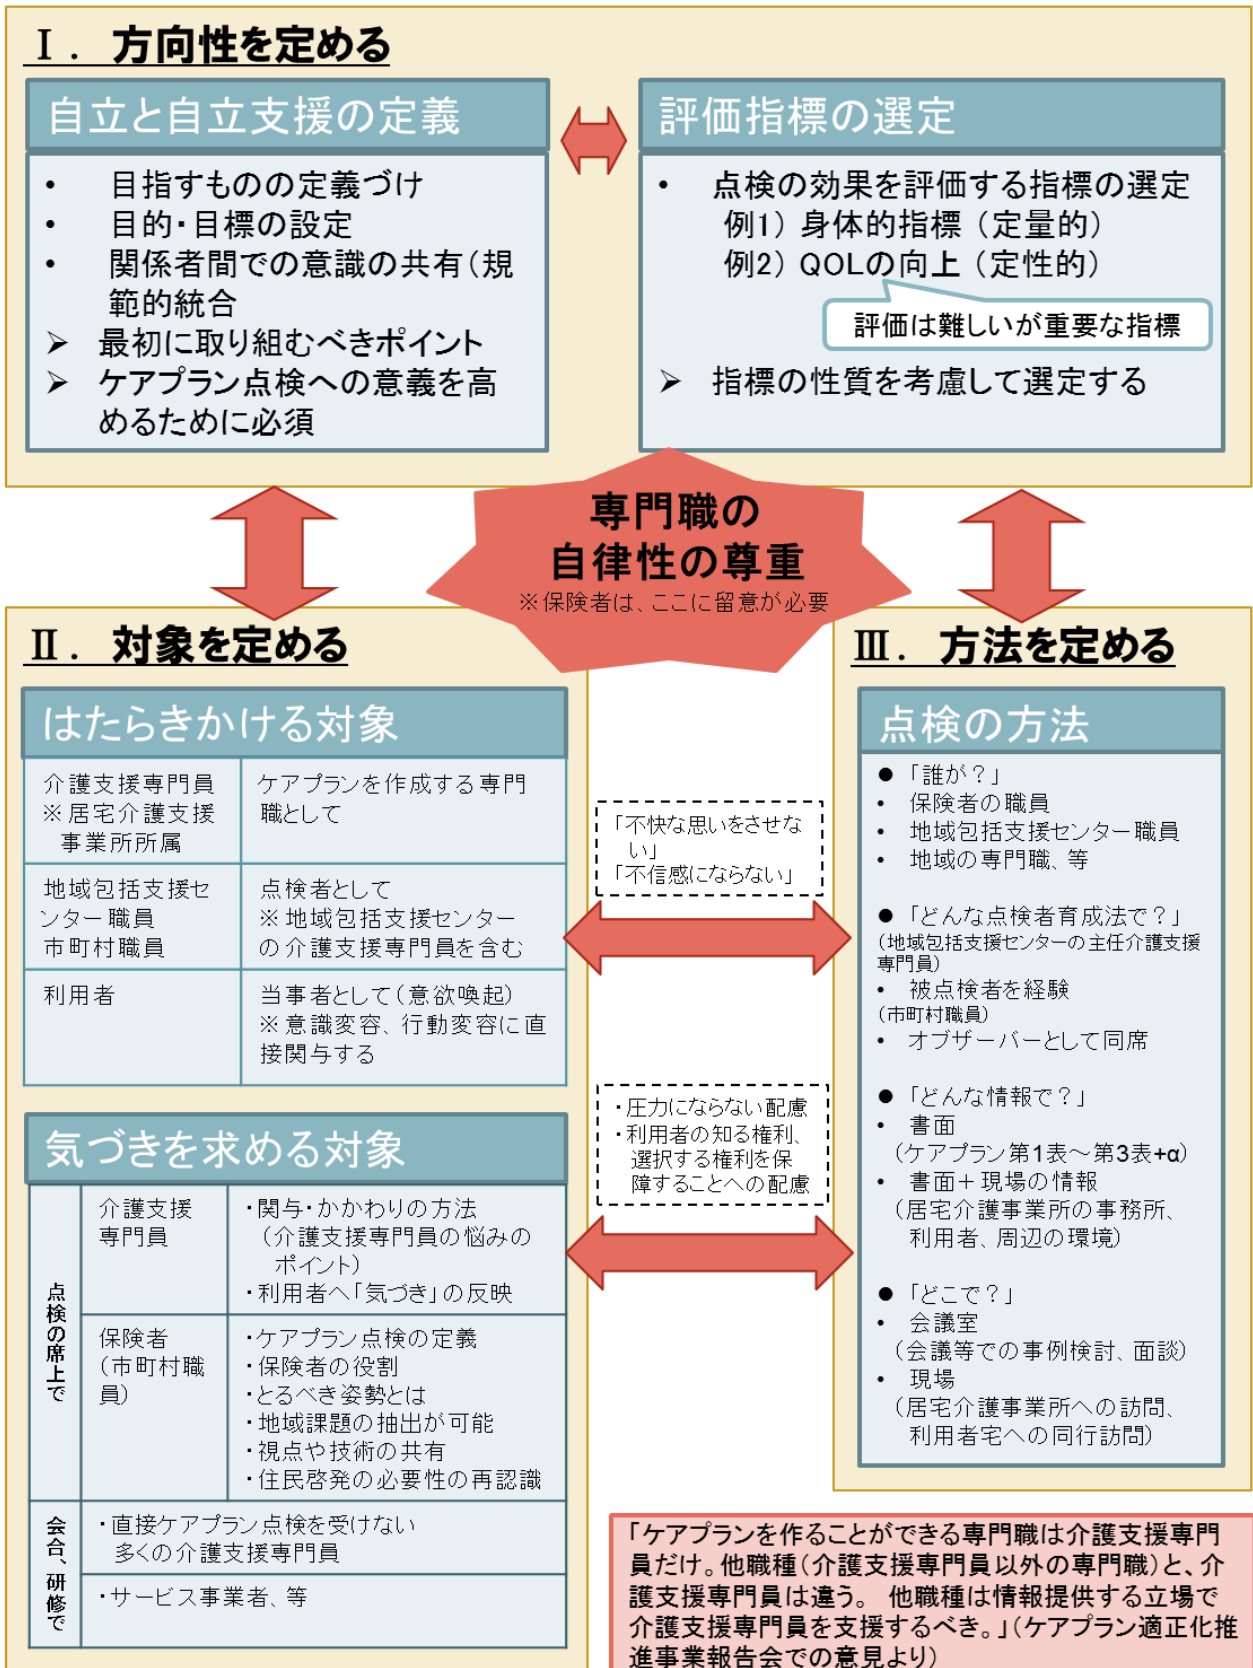 Ⅰ. 方向性を定める
自立と自立支援の定義
• 目指すものの定義づけ
• 目的・目標の設定
• 関係者間での意識の共有(規
範的統合
➢ 最初に取り組むべきポイント
➢ ケアプラン点検への意義を高
めるために必須
評価指標の選定
• 点検の効果を評価する指標の選定
例1) 身体的指標 (定量的)
例2) QOLの向上 (定性的)
評価は難しいが重要な指標
➢ 指標の性質を考慮して選定する
専門職の
自律性の尊重
※保険者は、ここに留意が必要
Ⅱ. 対象を定める
はたらきかける対象
介護支援専門員
※居宅介護支援
事業所所属
ケアプランを作成する専門
職として
地域包括支援セ
ンター職員
市町村職員
点検者として
※地域包括支援センター
の介護支援専門員を含む
利用者
当事者として(意欲喚起)
※意識変容、行動変容に直
接関与する
気づきを求める対象
点検の席上で
介護支援
専門員
・関与・かかわりの方法
(介護支援専門員の悩みの
ポイント)
・利用者へ「気づき」の反映
保険者
(市町村職
員)
・ケアプラン点検の定義
・保険者の役割
・とるべき姿勢とは
・地域課題の抽出が可能
・視点や技術の共有
・住民啓発の必要性の再認識
会合、研修で
・直接ケアプラン点検を受けない
多くの介護支援専門員
・サービス事業者、等
「不快な思いをさせな
い」
「不信感にならない」
・圧力にならない配慮
・利用者の知る権利、
選択する権利を保
障することへの配慮
Ⅲ. 方法を定める
点検の方法
● 「誰が?」
• 保険者の職員
• 地域包括支援センター職員
• 地域の専門職、等
● 「どんな点検者育成法で?」
(地域包括支援センターの主任介護支援
専門員)
• 被点検者を経験
(市町村職員)
• オブザーバーとして同席
● 「どんな情報で?」
• 書面
(ケアプラン第1表~第3表+α)
• 書面+現場の情報
(居宅介護事業所の事務所、
利用者、周辺の環境)
● 「どこで?」
• 会議室
(会議等での事例検討、面談)
• 現場
(居宅介護事業所への訪問、
利用者宅への同行訪問)
「ケアプランを作ることができる専門職は介護支援専門
員だけ。他職種(介護支援専門員以外の専門職)と、介
護支援専門員は違う。 他職種は情報提供する立場で
介護支援専門員を支援するべき。」(ケアプラン適正化推
進事業報告会での意見より)